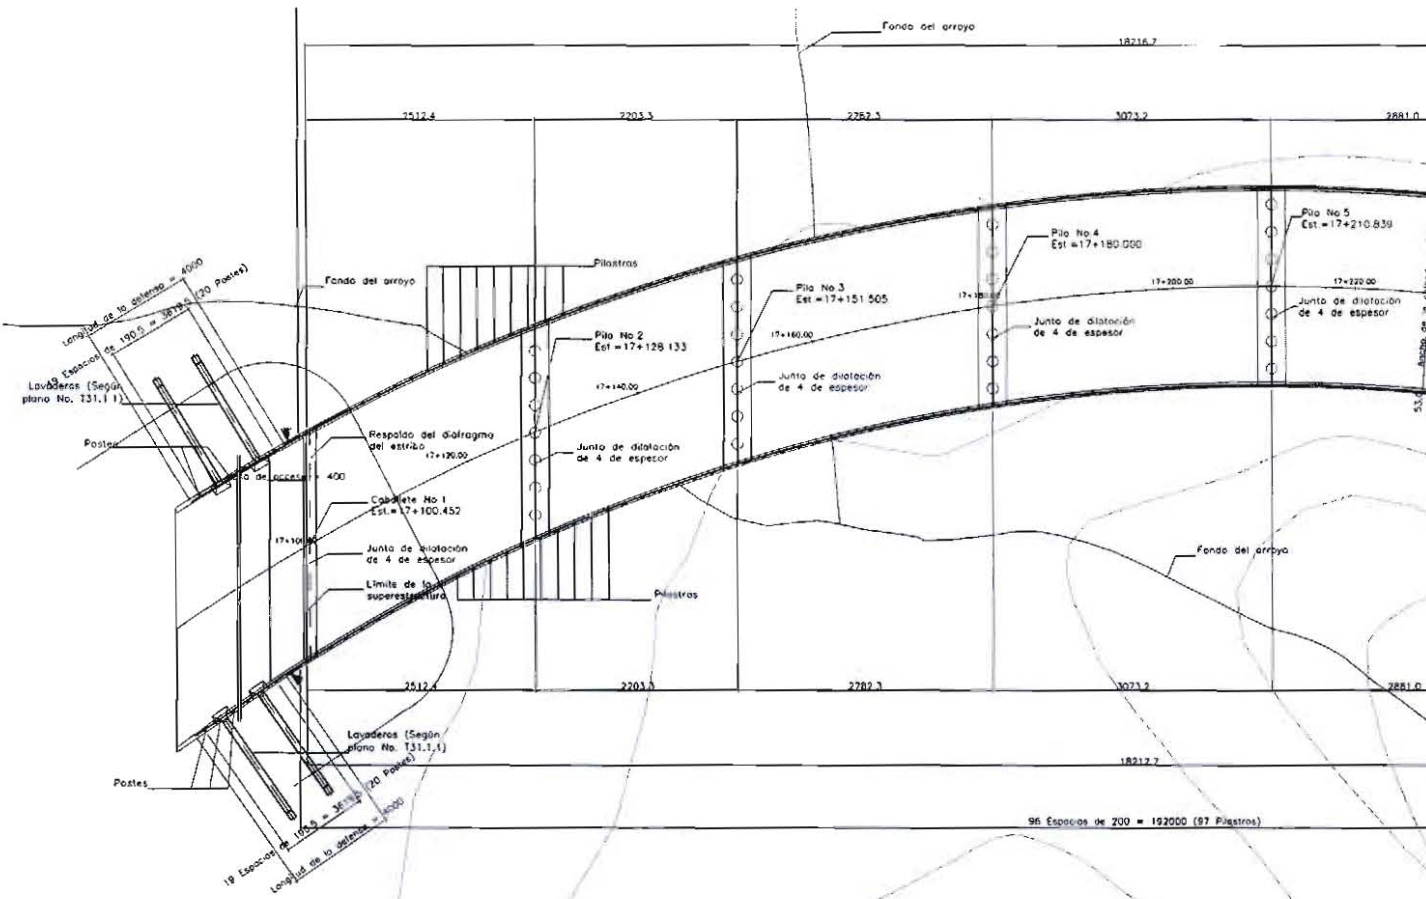 Fondo del arroyo
18216.7
2512.4
2203.3
2782.3
3073.2
2881.0
Pila No 5
Est =17+210.839
Pila No 4
Est =17+180.000
Pilastras
Longitud de la defensa = 4000
19 Espacios de 190.5 = 3619.5 (20 Postes)
Fondo del arroyo
17+200.00
17+220.00
Pila No 3
Est =17+151.505
Junta de dilatación
de 4 de espesor
Junta de dilatación
de 4 de espesor
Pila No 2
Est =17+128.133
17+160.00
Lavaderos (Según
plano No. T31.1.1)
Junta de dilatación
de 4 de espesor
17+140.00
Postes
Respaldo del diafragma
del estribo
17+120.00
Junta de dilatación
de 4 de espesor
de acceso = 400
Caballete No 1
Est.=17+100.452
Junta de dilatación
de 4 de espesor
Fondo del arroyo
Límite de la
superestructura
Pilastras
2512.4
2203.3
2782.3
3073.2
2881.0
Lavaderos (Según
plano No. T31.1.1)
18217.7
Postes
96 Espacios de 200 = 192000 (97 Pilastras)
19 Espacios de 190.5 = 3619.5 (20 Postes)
Longitud de la defensa = 4000